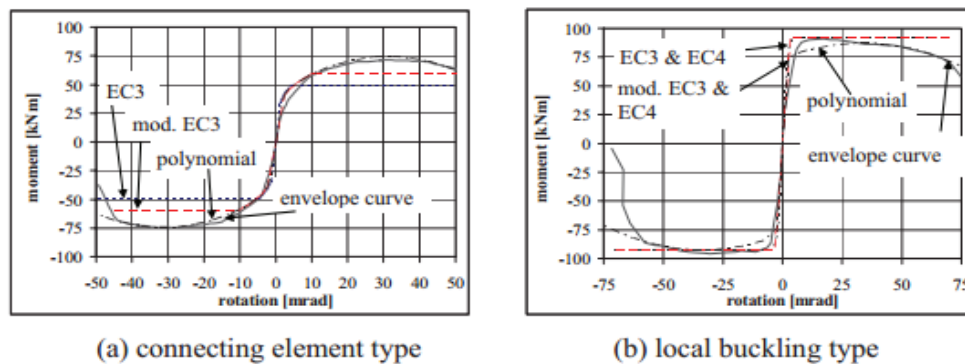 100
75
50
25
0
-25
-50
-75
-100
moment [kNm]
EC3
mod. EC3
polynomial
envelope curve
-50 -40 -30 -20 -10 0 10 20 30 40 50
rotation [mrad]
(a) connecting element type
100
75
50
25
0
-25
-50
-75
-100
moment [kNm]
EC3 & EC4
mod. EC3 &
EC4
polynomial
envelope curve
-75 -50 -25 0 25 50 75
rotation [mrad]
(b) local buckling type